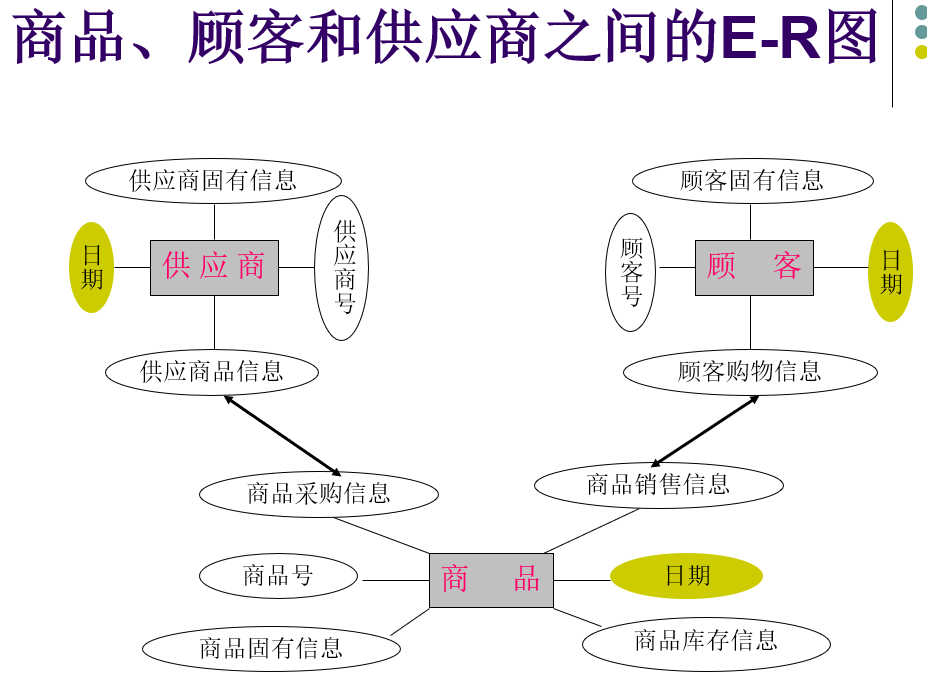 商品、顾客和供应商之间的E-R图
供应商固有信息
顾客固有信息
日期
供应商
供应商号
顾客号
顾 客
日期
供应商品信息
顾客购物信息
商品采购信息
商品销售信息
商品号
商 品
日期
商品固有信息
商品库存信息